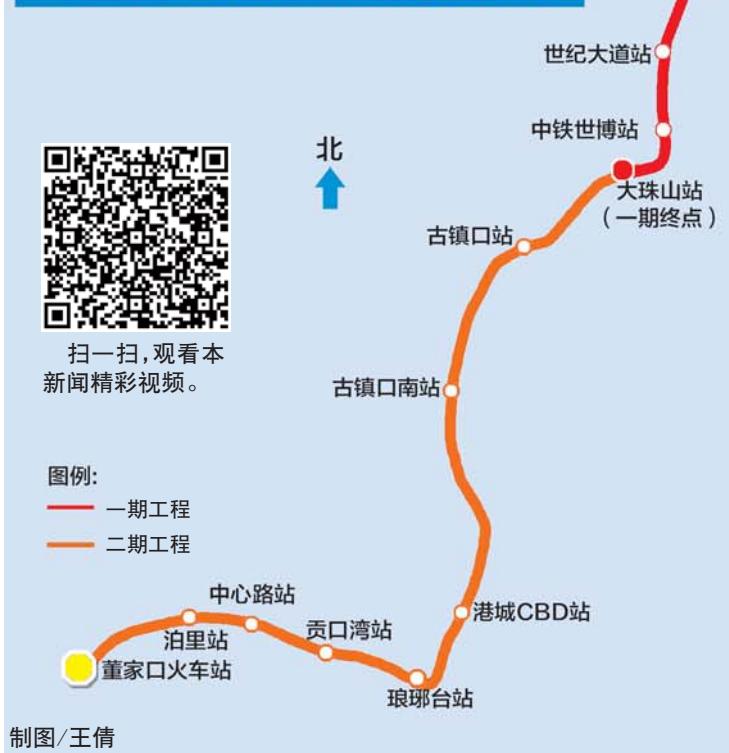 世纪大道站
中铁世博站
北
大珠山站
（一期终点）
古镇口站
扫一扫，观看本
新闻精彩视频。
古镇口南站
图例：
一期工程
二期工程
中心路站
港城CBD站
贡口湾站
泊里站
董家口火车站
琅琊台站
制图/王倩